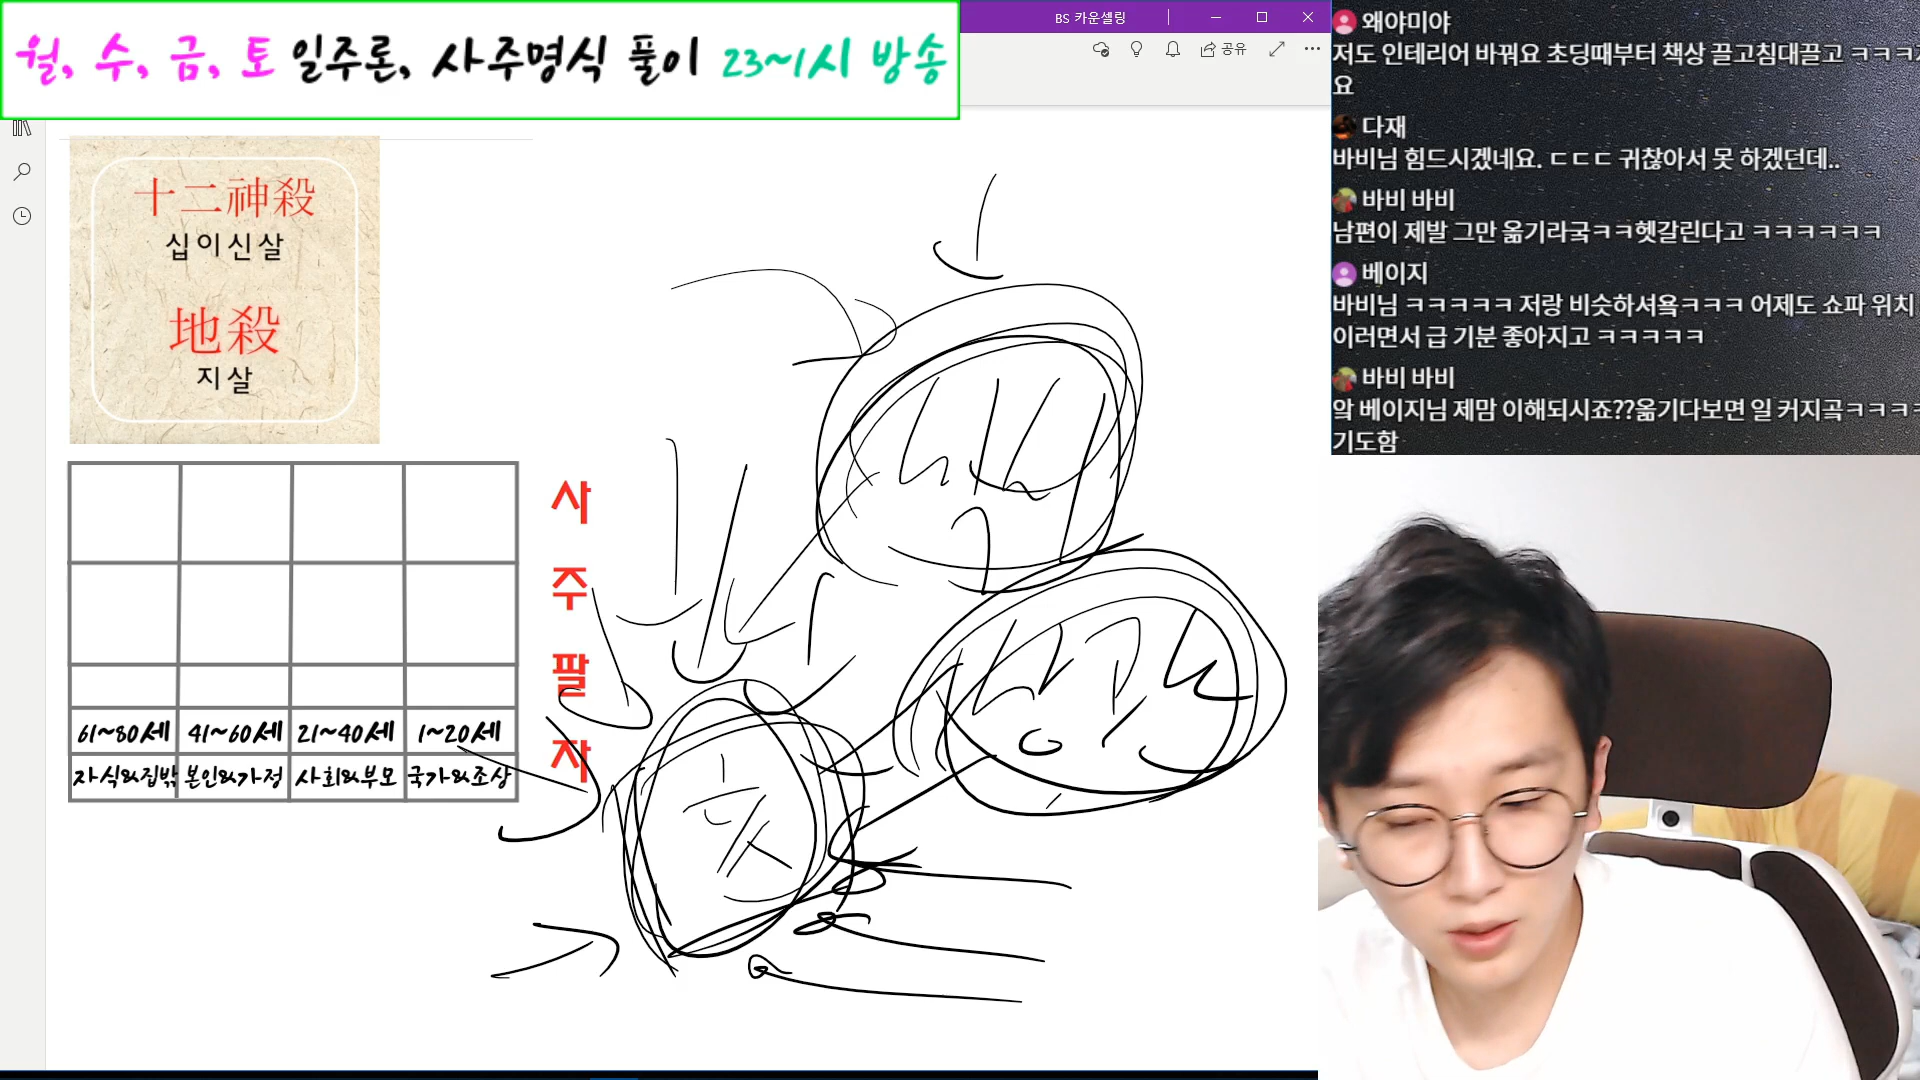 월, 수, 금, 토 일주론, 사주명식 풀이 23~1시 방송
BS 카운셀링
공유
十二神殺
십이신살
地殺
지살
사
주
팔
자
61~80세 41~60세 21~40세 1~20세
자식&집밖 본인&가정 사회&부모 국가&조상
왜야미야
저도 인테리어 바꿔요 초딩때부터 책상 끌고침대끌고 ㅋㅋㅋ
요
다재
바비님 힘드시겠네요. ㄷㄷㄷ 귀찮아서 못 하겠던데..
바비 바비
남편이 제발 그만 옮기라궄ㅋㅋ헷갈린다고 ㅋㅋㅋㅋㅋㅋ
베이지
바비님 ㅋㅋㅋㅋㅋ 저랑 비슷하셔욬ㅋㅋㅋ 어제도 쇼파 위치
이러면서 급 기분 좋아지고 ㅋㅋㅋㅋㅋ
바비 바비
앜 베이지님 제맘 이해되시죠??옮기다보면 일 커지곸ㅋㅋㅋ
기도함